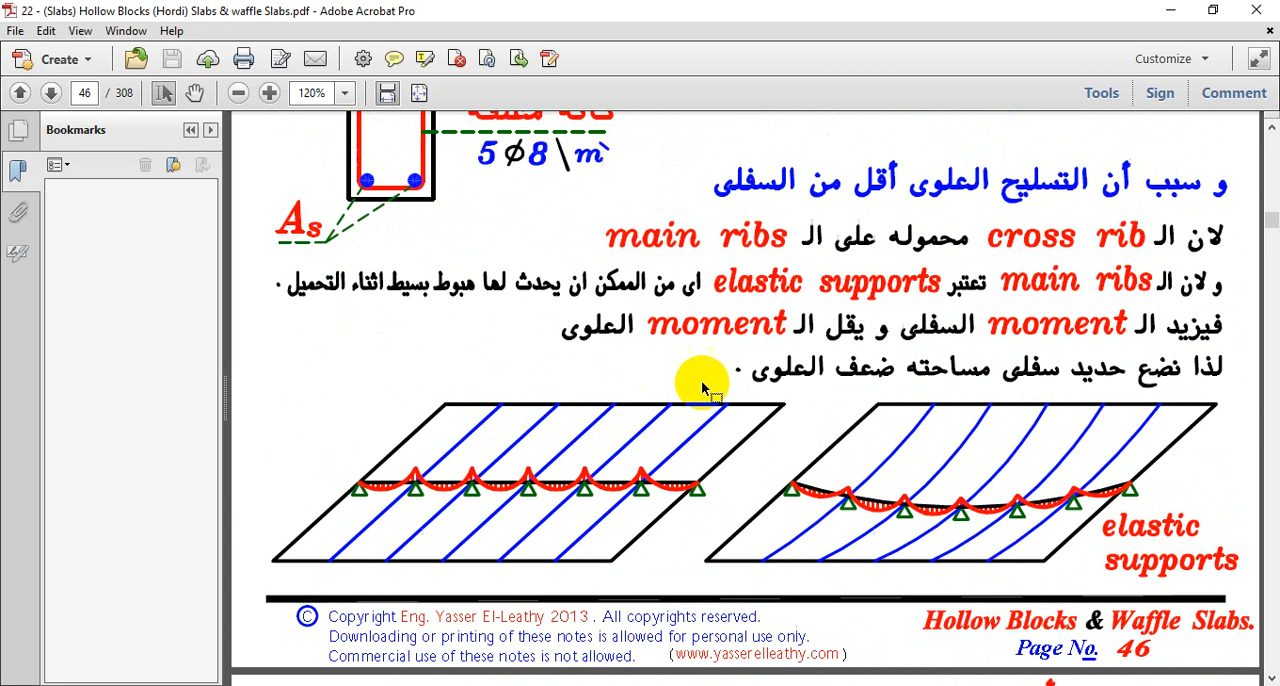 22 - (Slabs) Hollow Blocks (Hordi) Slabs & waffle Slabs.pdf - Adobe Acrobat Pro
File Edit View Window Help
Create
Customize
46 / 308
120%
Tools
Sign
Comment
Bookmarks
5 ϕ 8 \ m`
As
و سبب أن التسليح العلوى أقل من السفلى
لان الـ cross rib محموله على الـ main ribs
و لان الـ main ribs تعتبر elastic supports اى من الممكن ان يحدث لها هبوط بسيط اثناء التحميل .
فيزيد الـ moment السفلى و يقل الـ moment العلوى
لذا نضع حديد سفلى مساحته ضعف العلوى .
elastic
supports
© Copyright Eng. Yasser El-Leathy 2013 . All copyrights reserved.
Downloading or printing of these notes is allowed for personal use only.
Commercial use of these notes is not allowed. (www.yasserelleathy.com)
Hollow Blocks & Waffle Slabs.
Page No. 46